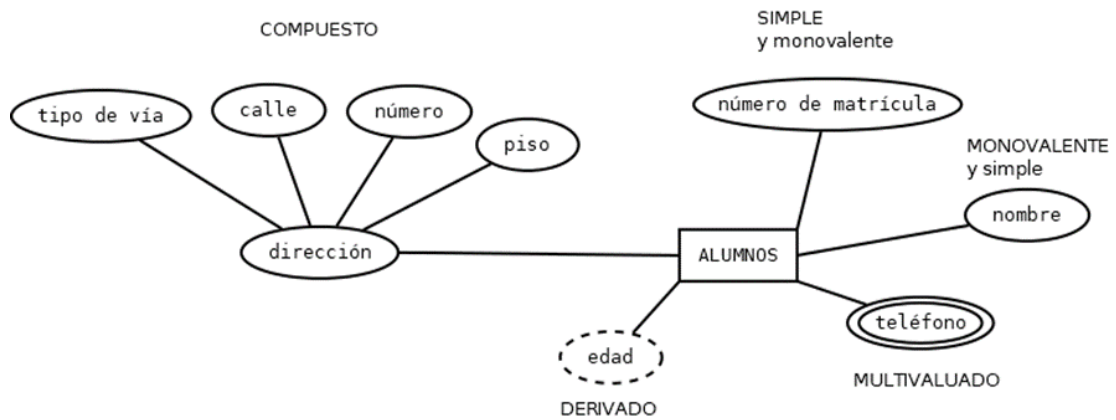 COMPUESTO
SIMPLE
y monovalente
tipo de vía
calle
número
piso
número de matrícula
MONOVALENTE
y simple
nombre
dirección
ALUMNOS
teléfono
edad
MULTIVALUADO
DERIVADO